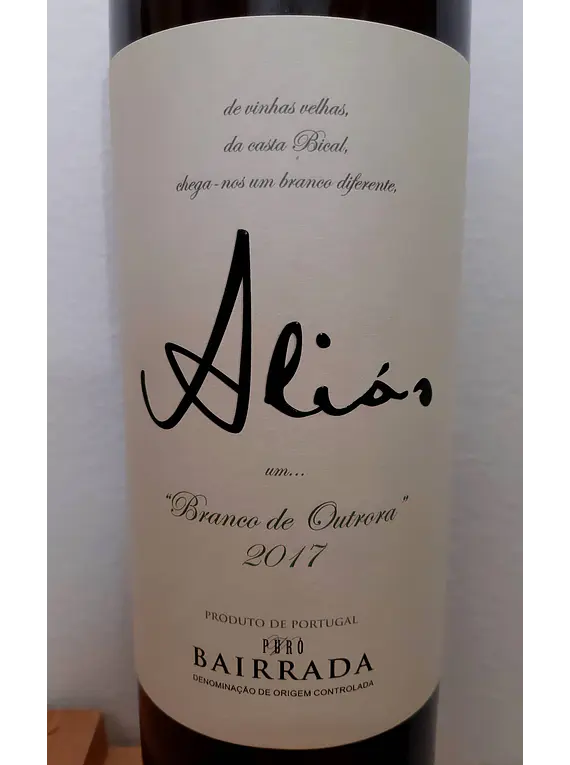 de vinhas velhas,
da casta Bical,
chega-nos um branco diferente,
Aliás
um...
"Branco de Outrora"
2017
PRODUTO DE PORTUGAL
PURO
BAIRRADA
DENOMINAÇÃO DE ORIGEM CONTROLADA